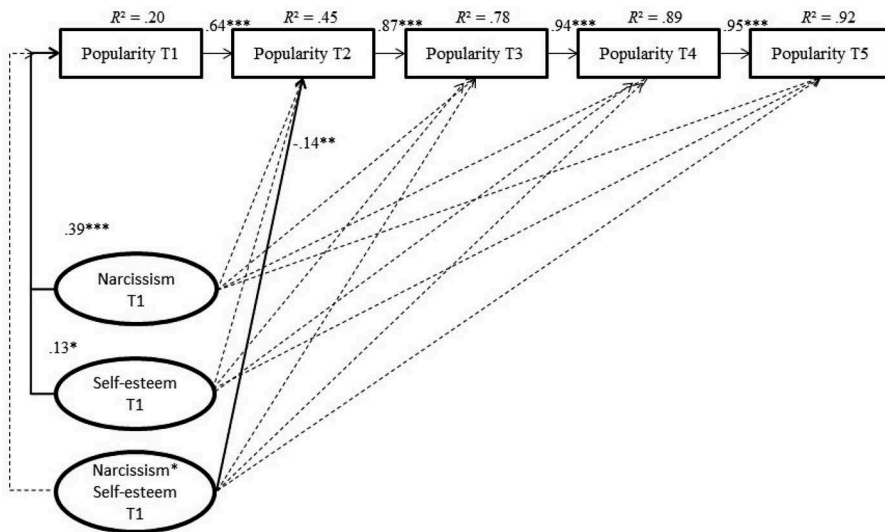 R² = .20
R² = .45
R² = .78
R² = .89
R² = .92
.64***
.87***
.94***
.95***
Popularity T1
Popularity T2
Popularity T3
Popularity T4
Popularity T5
-.14**
.39***
Narcissism
T1
.13*
Self-esteem
T1
Narcissism*
Self-esteem
T1